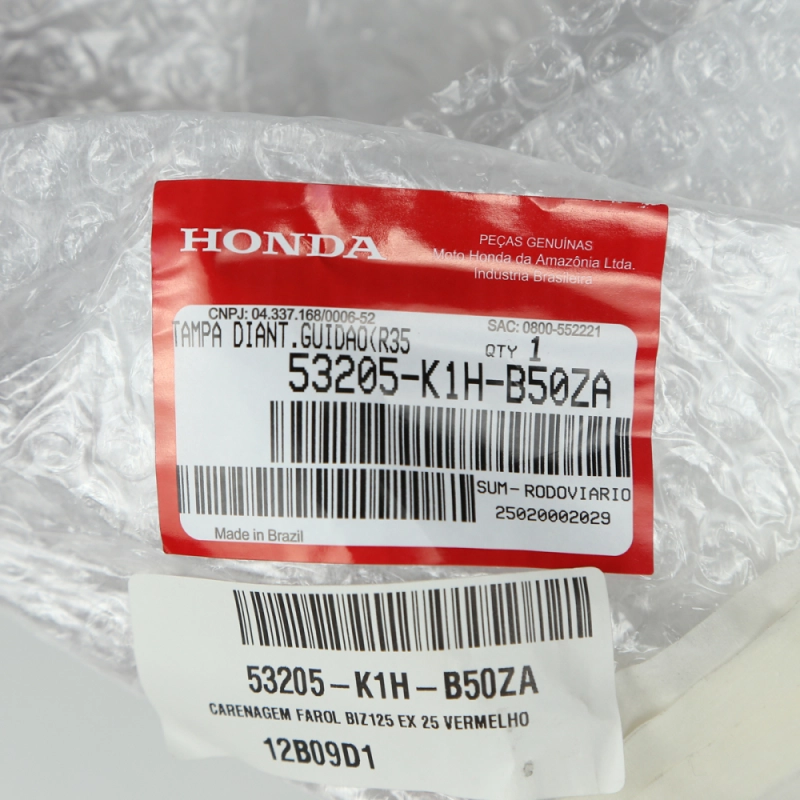 HONDA
PEÇAS GENUÍNAS
Moto Honda da Amazônia Ltda.
Indústria Brasileira
CNPJ: 04.337.168/0006-52
SAC: 0800-552221
TAMPA DIANT.GUIDAO(R35
QTY 1
53205-K1H-B50ZA
SUM-RODOVIARIO
25020002029
Made in Brazil
53205-K1H-B50ZA
CARENAGEM FAROL BIZ125 EX 25 VERMELHO
12B09D1